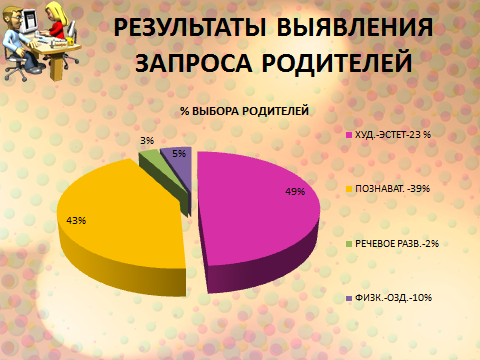 РЕЗУЛЬТАТЫ ВЫЯВЛЕНИЯ
ЗАПРОСА РОДИТЕЛЕЙ
% ВЫБОРА РОДИТЕЛЕЙ
3%
5%
49%
43%
ХУД.-ЭСТЕТ-23 %
ПОЗНАВАТ. -39%
РЕЧЕВОЕ РАЗВ.-2%
ФИЗК.-ОЗД.-10%